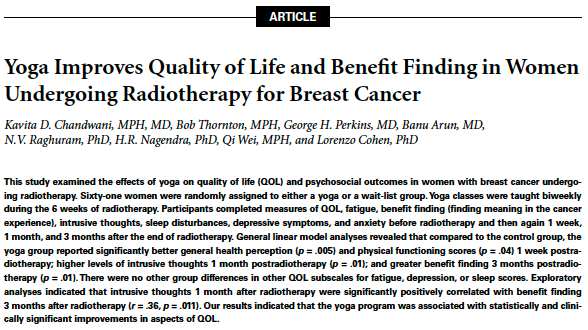 ARTICLE
Yoga Improves Quality of Life and Benefit Finding in Women
Undergoing Radiotherapy for Breast Cancer
Kavita D. Chandwani, MPH, MD, Bob Thornton, MPH, George H. Perkins, MD, Banu Arun, MD,
N.V. Raghuram, PhD, H.R. Nagendra, PhD, Qi Wei, MPH, and Lorenzo Cohen, PhD
This study examined the effects of yoga on quality of life (QOL) and psychosocial outcomes in women with breast cancer undergo-
ing radiotherapy. Sixty-one women were randomly assigned to either a yoga or a wait-list group. Yoga classes were taught biweekly
during the 6 weeks of radiotherapy. Participants completed measures of QOL, fatigue, benefit finding (finding meaning in the cancer
experience), intrusive thoughts, sleep disturbances, depressive symptoms, and anxiety before radiotherapy and then again 1 week,
1 month, and 3 months after the end of radiotherapy. General linear model analyses revealed that compared to the control group, the
yoga group reported significantly better general health perception (p = .005) and physical functioning scores (p = .04) 1 week postra-
diotherapy; higher levels of intrusive thoughts 1 month postradiotherapy (p = .01); and greater benefit finding 3 months postradio-
therapy (p = .01). There were no other group differences in other QOL subscales for fatigue, depression, or sleep scores. Exploratory
analyses indicated that intrusive thoughts 1 month after radiotherapy were significantly positively correlated with benefit finding
3 months after radiotherapy (r = .36, p = .011). Our results indicated that the yoga program was associated with statistically and clini-
cally significant improvements in aspects of QOL.